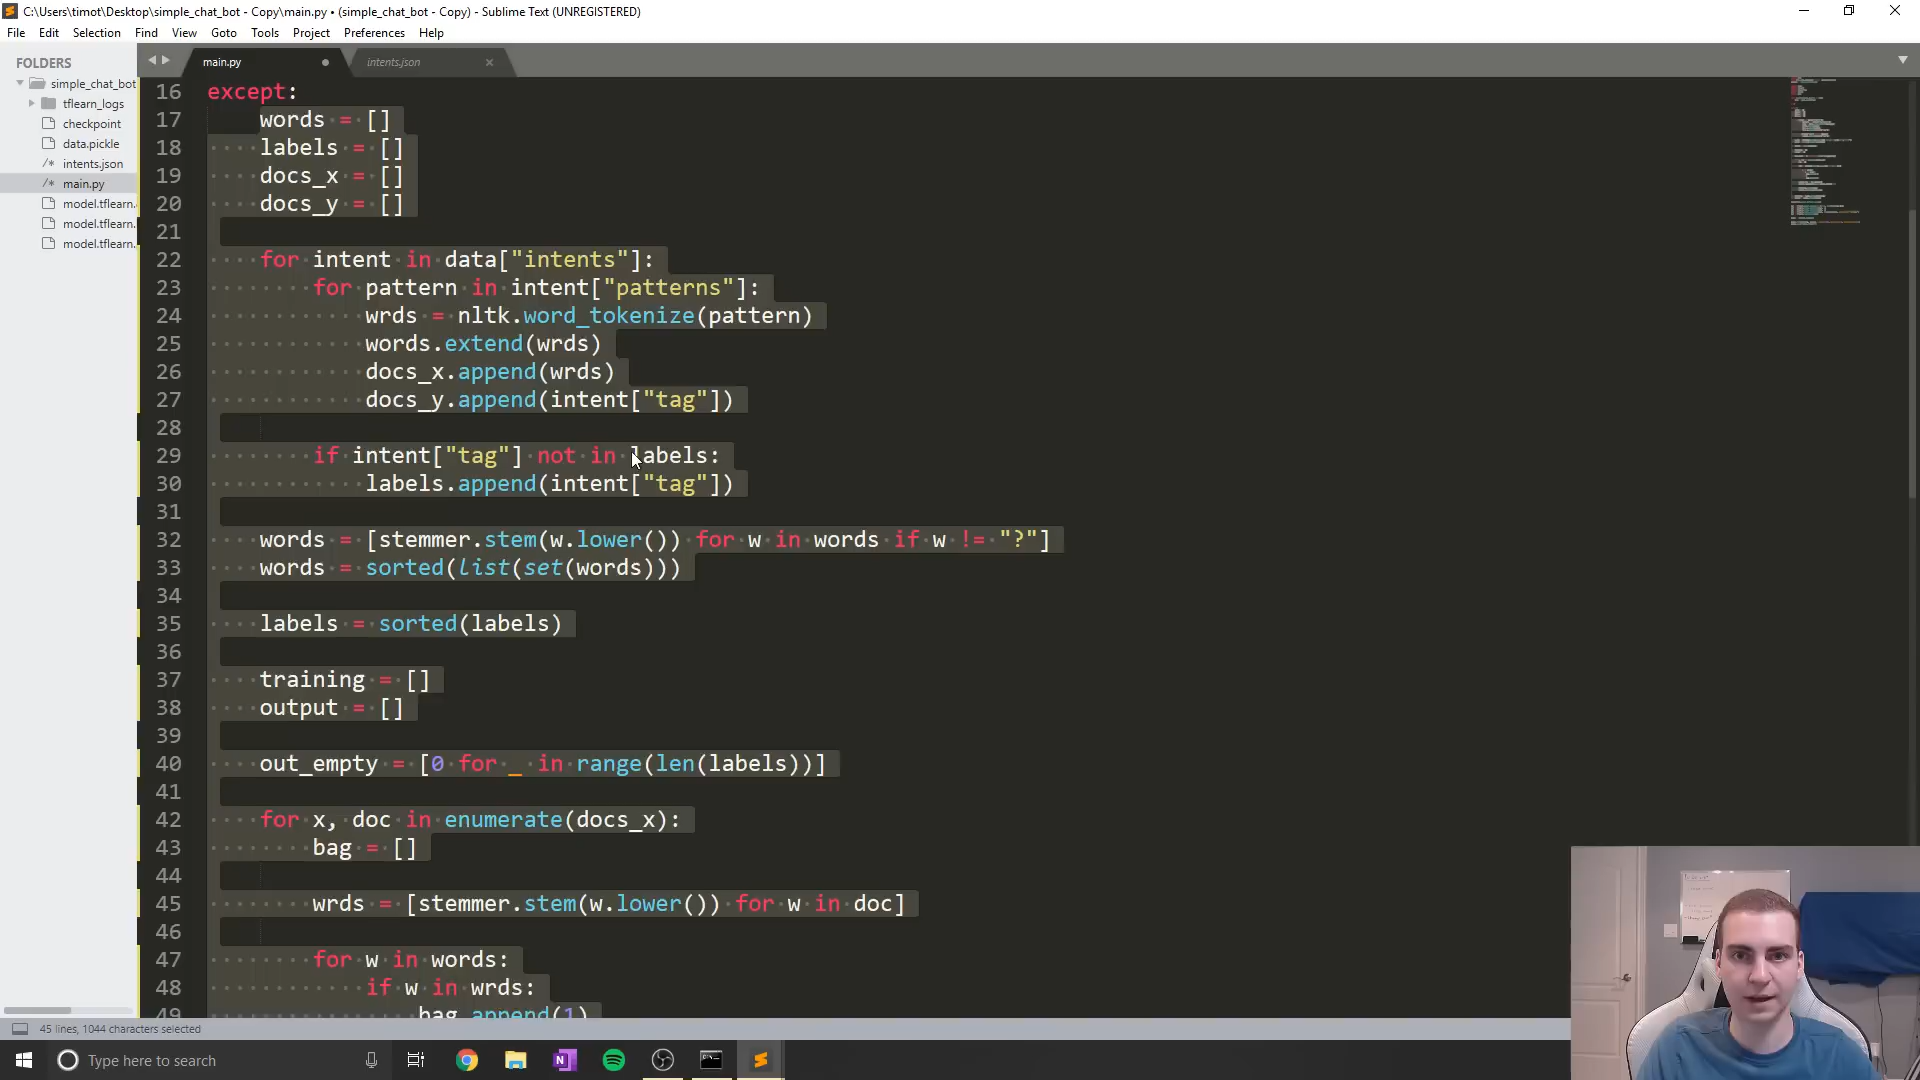 C:\Users\timot\Desktop\simple_chat_bot - Copy\main.py • (simple_chat_bot - Copy) - Sublime Text (UNREGISTERED)
File Edit Selection Find View Goto Tools Project Preferences Help
FOLDERS
simple_chat_bot
tflearn_logs
checkpoint
data.pickle
/* intents.json
/* main.py
model.tflearn.
model.tflearn.
model.tflearn.
main.py
intents.json
16 except:
17     words = []
18     labels = []
19     docs_x = []
20     docs_y = []
21
22     for intent in data["intents"]:
23         for pattern in intent["patterns"]:
24             wrds = nltk.word_tokenize(pattern)
25             words.extend(wrds)
26             docs_x.append(wrds)
27             docs_y.append(intent["tag"])
28
29         if intent["tag"] not in labels:
30             labels.append(intent["tag"])
31
32     words = [stemmer.stem(w.lower()) for w in words if w != "?"]
33     words = sorted(list(set(words)))
34
35     labels = sorted(labels)
36
37     training = []
38     output = []
39
40     out_empty = [0 for _ in range(len(labels))]
41
42     for x, doc in enumerate(docs_x):
43         bag = []
44
45         wrds = [stemmer.stem(w.lower()) for w in doc]
46
47         for w in words:
48             if w in wrds:
49                 bag.append(1)
45 lines, 1044 characters selected
Type here to search